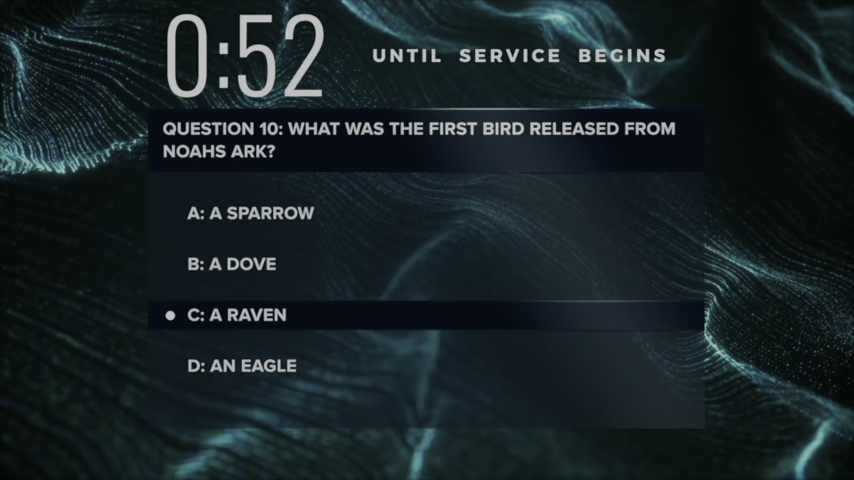 0:52 UNTIL SERVICE BEGINS
QUESTION 10: WHAT WAS THE FIRST BIRD RELEASED FROM
NOAHS ARK?
A: A SPARROW
B: A DOVE
C: A RAVEN
D: AN EAGLE